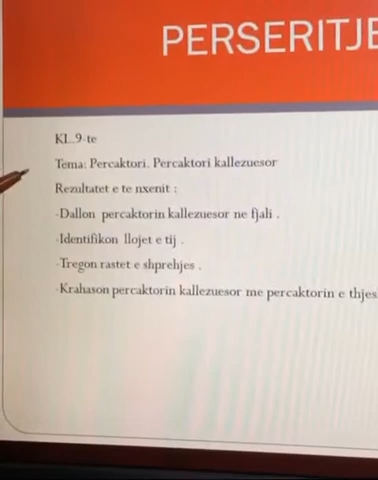 PERSERITJE
KL.9-te
Tema: Percaktori. Percaktori kallezuesor
Rezultatet e te nxenit :
-Dallon percaktorin kallezuesor ne fjali .
-Identifikon llojet e tij .
-Tregon rastet e shprehjes .
-Krahason percaktorin kallezuesor me percaktorin e thjes